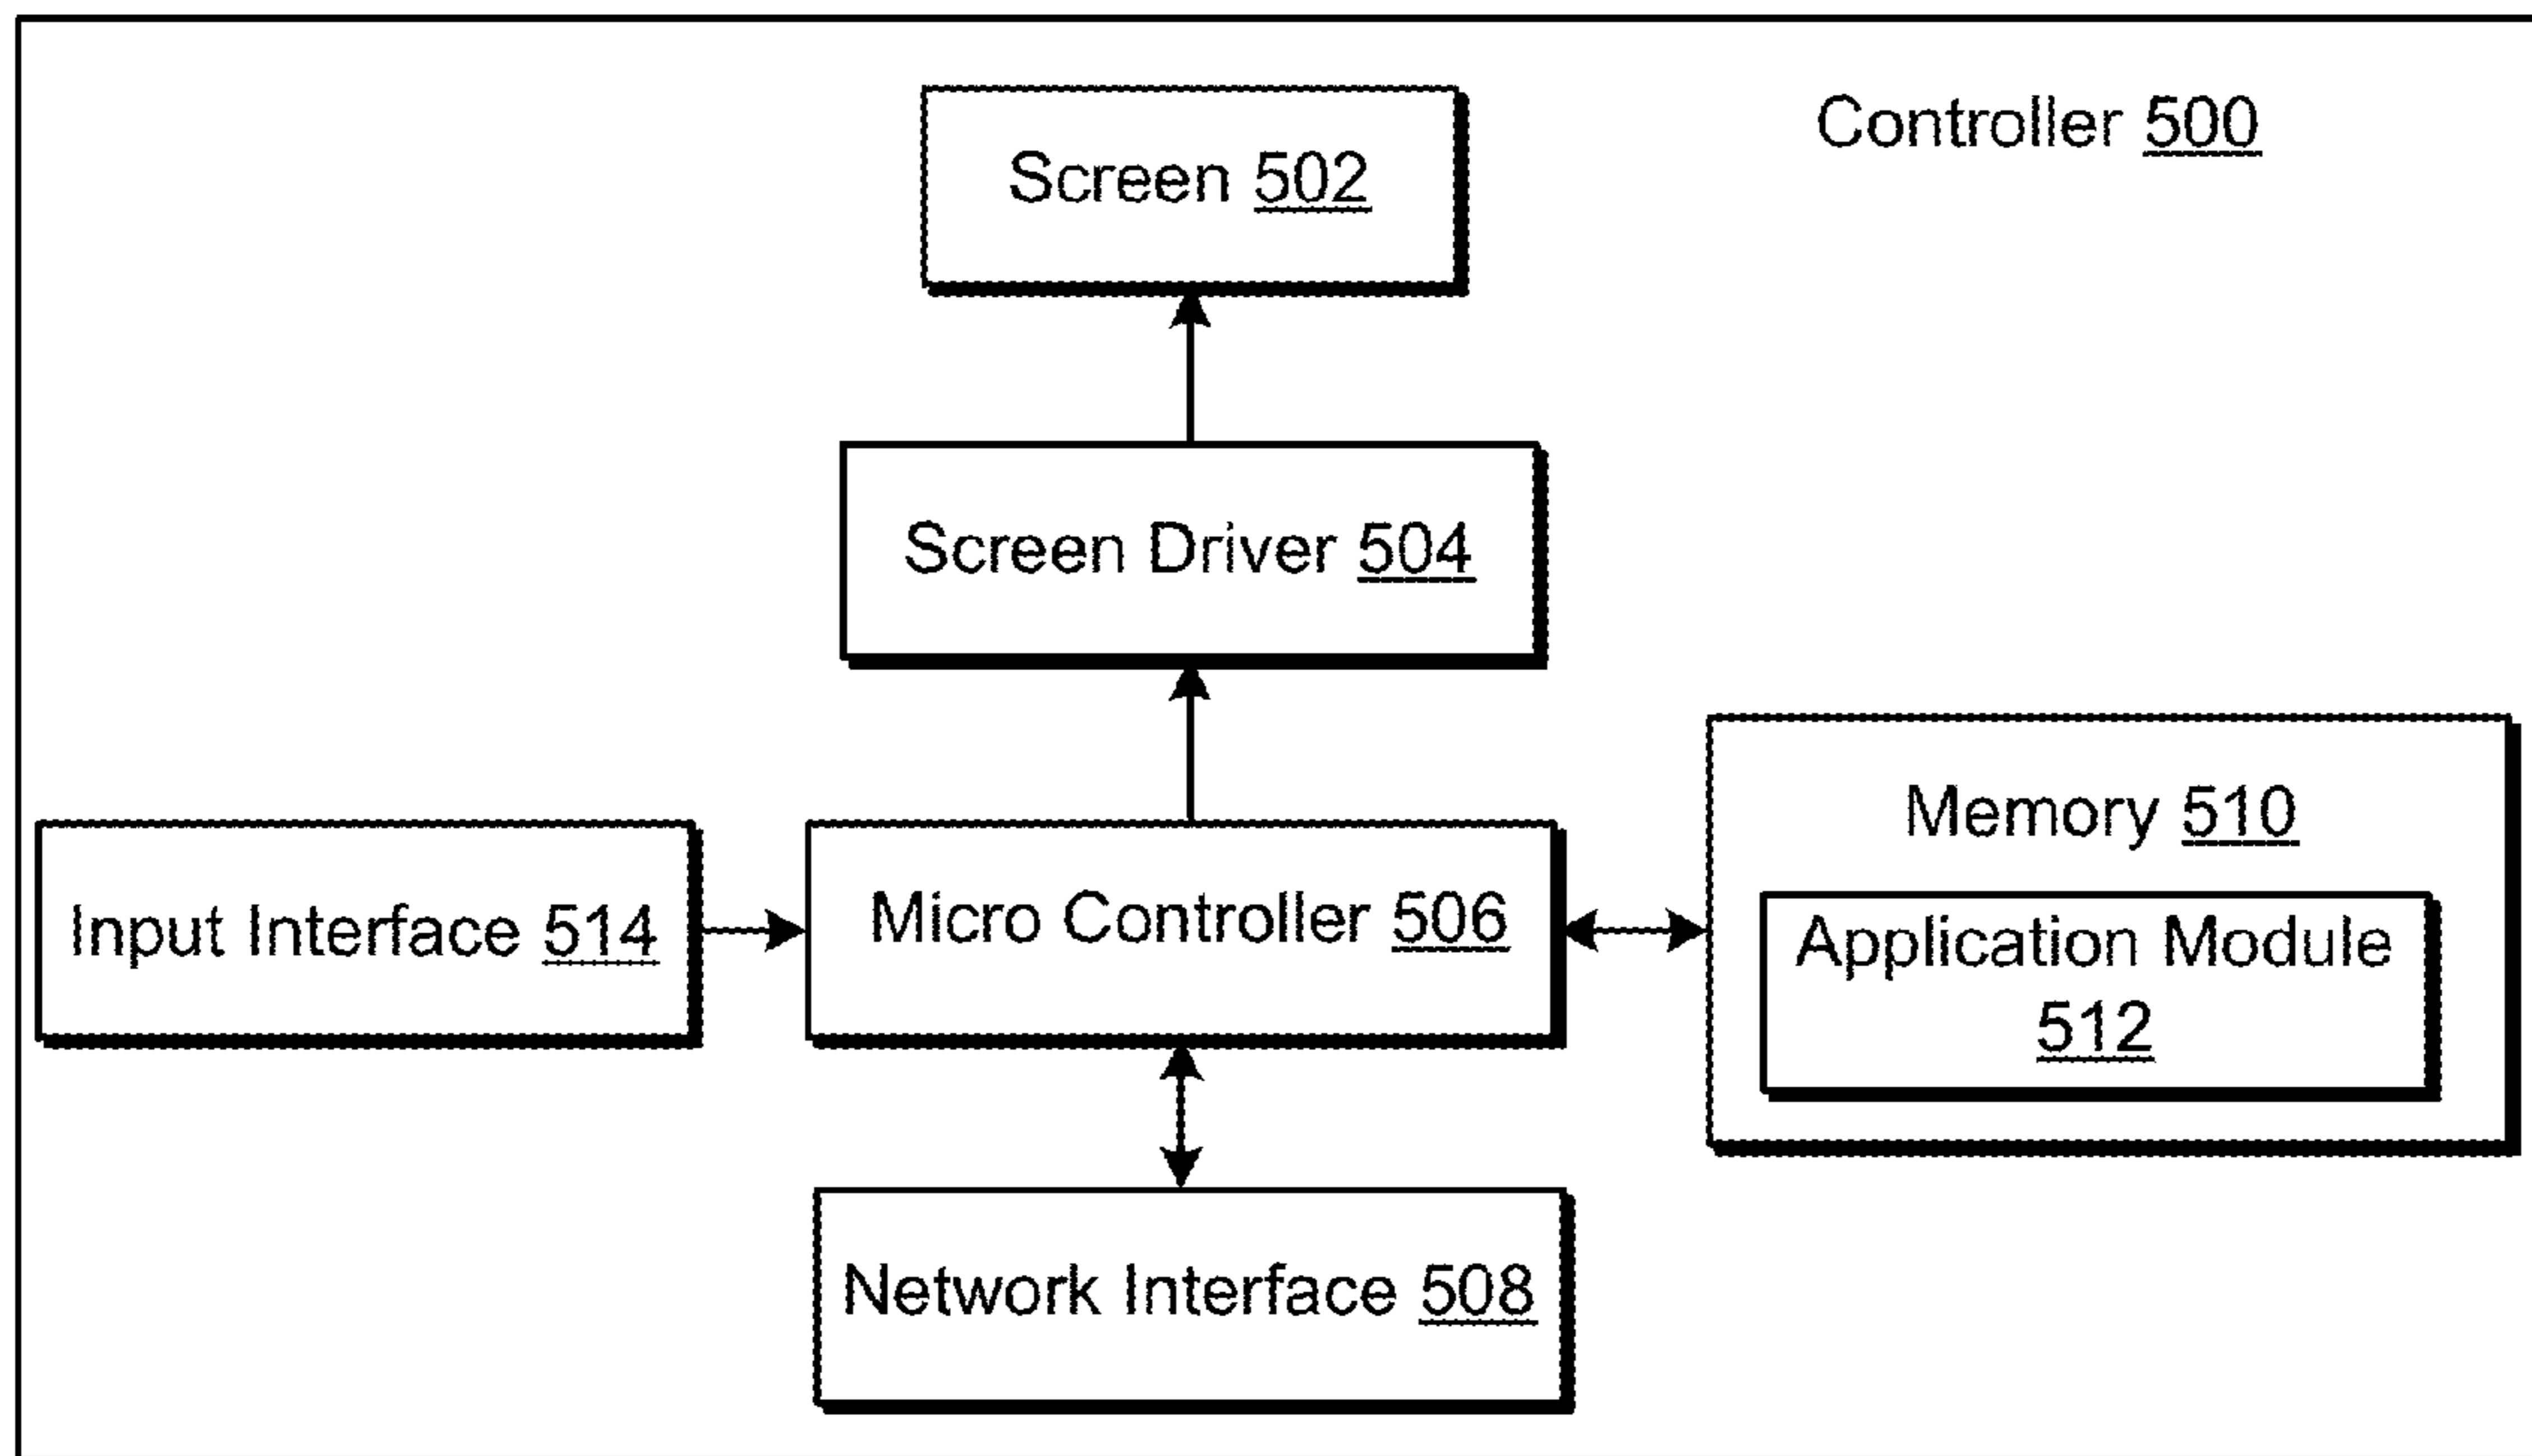 Controller 500
Screen 502
Screen Driver 504
Input Interface 514
Micro Controller 506
Memory 510
Application Module
512
Network Interface 508